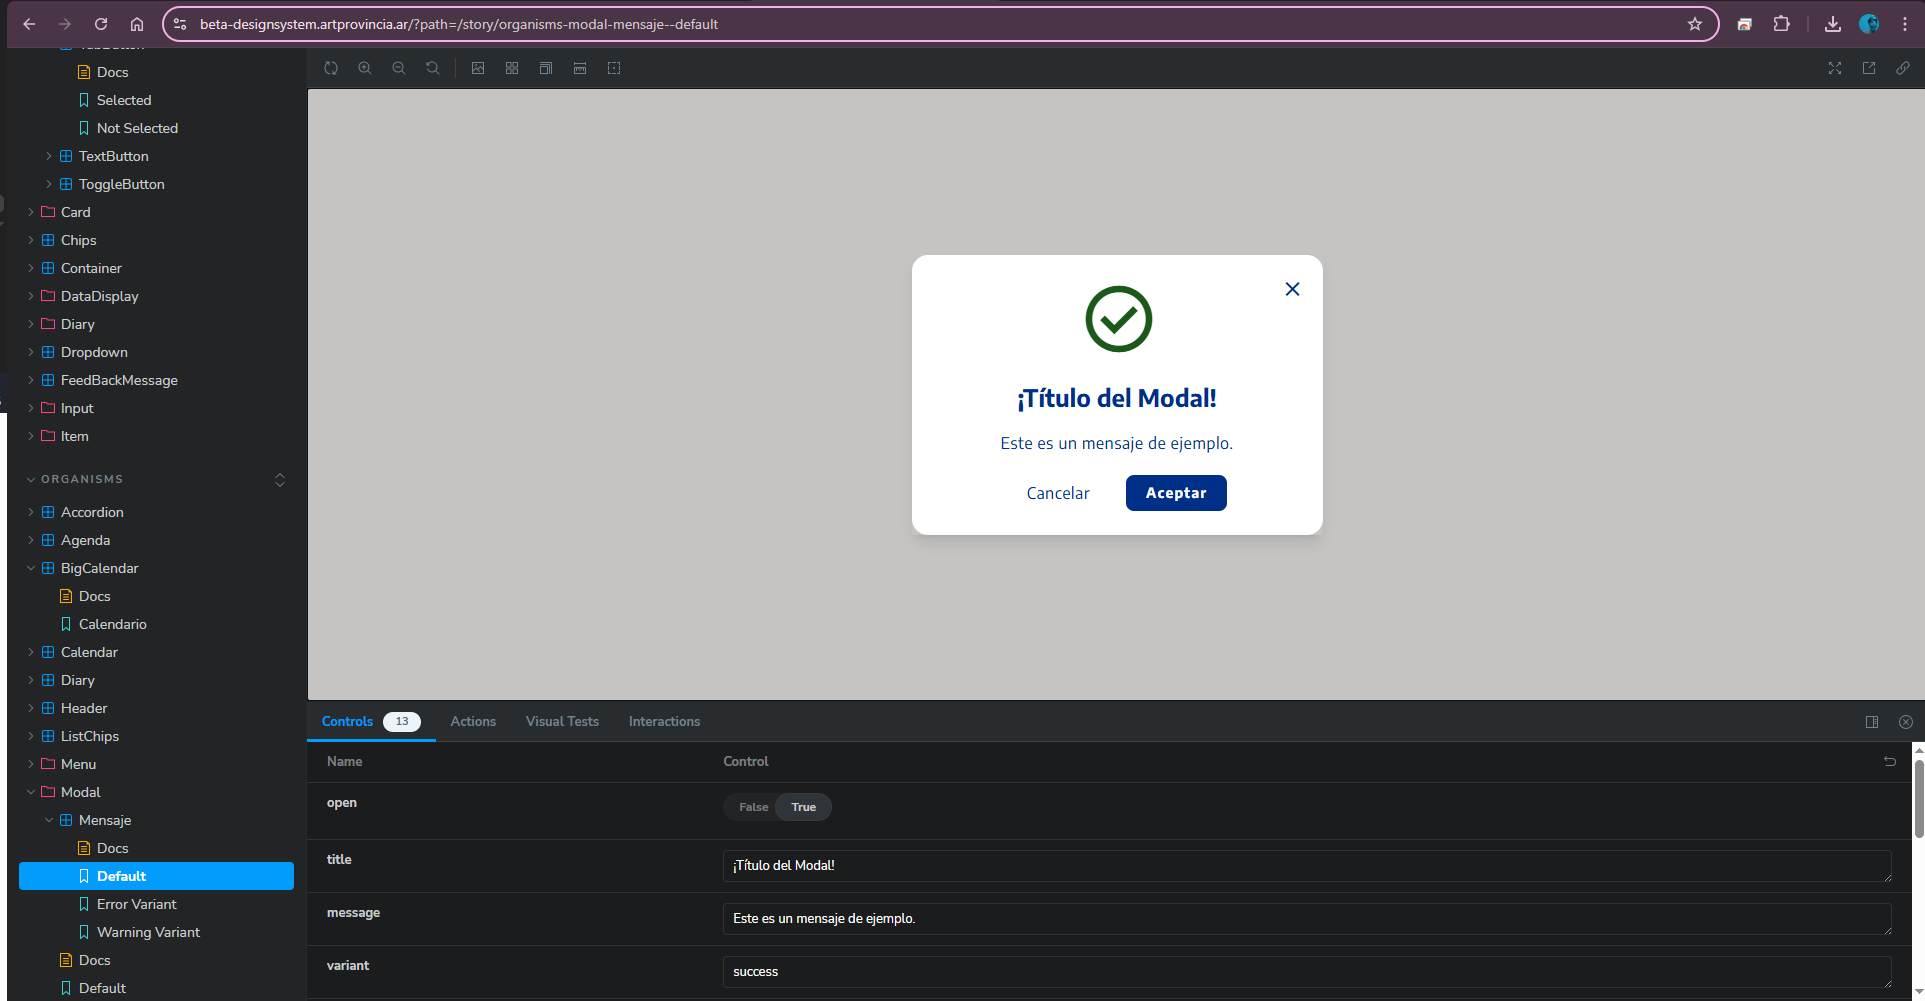 beta-designsystem.artprovincia.ar/?path=/story/organisms-modal-mensaje--default
TabButton
Docs
Selected
Not Selected
TextButton
ToggleButton
Card
Chips
Container
DataDisplay
Diary
Dropdown
FeedBackMessage
Input
Item
ORGANISMS
Accordion
Agenda
BigCalendar
Docs
Calendario
Calendar
Diary
Header
ListChips
Menu
Modal
Mensaje
Docs
Default
Error Variant
Warning Variant
Docs
Default
¡Título del Modal!
Este es un mensaje de ejemplo.
Cancelar Aceptar
Controls 13 Actions Visual Tests Interactions
Name Control
open False True
title ¡Título del Modal!
message Este es un mensaje de ejemplo.
variant success